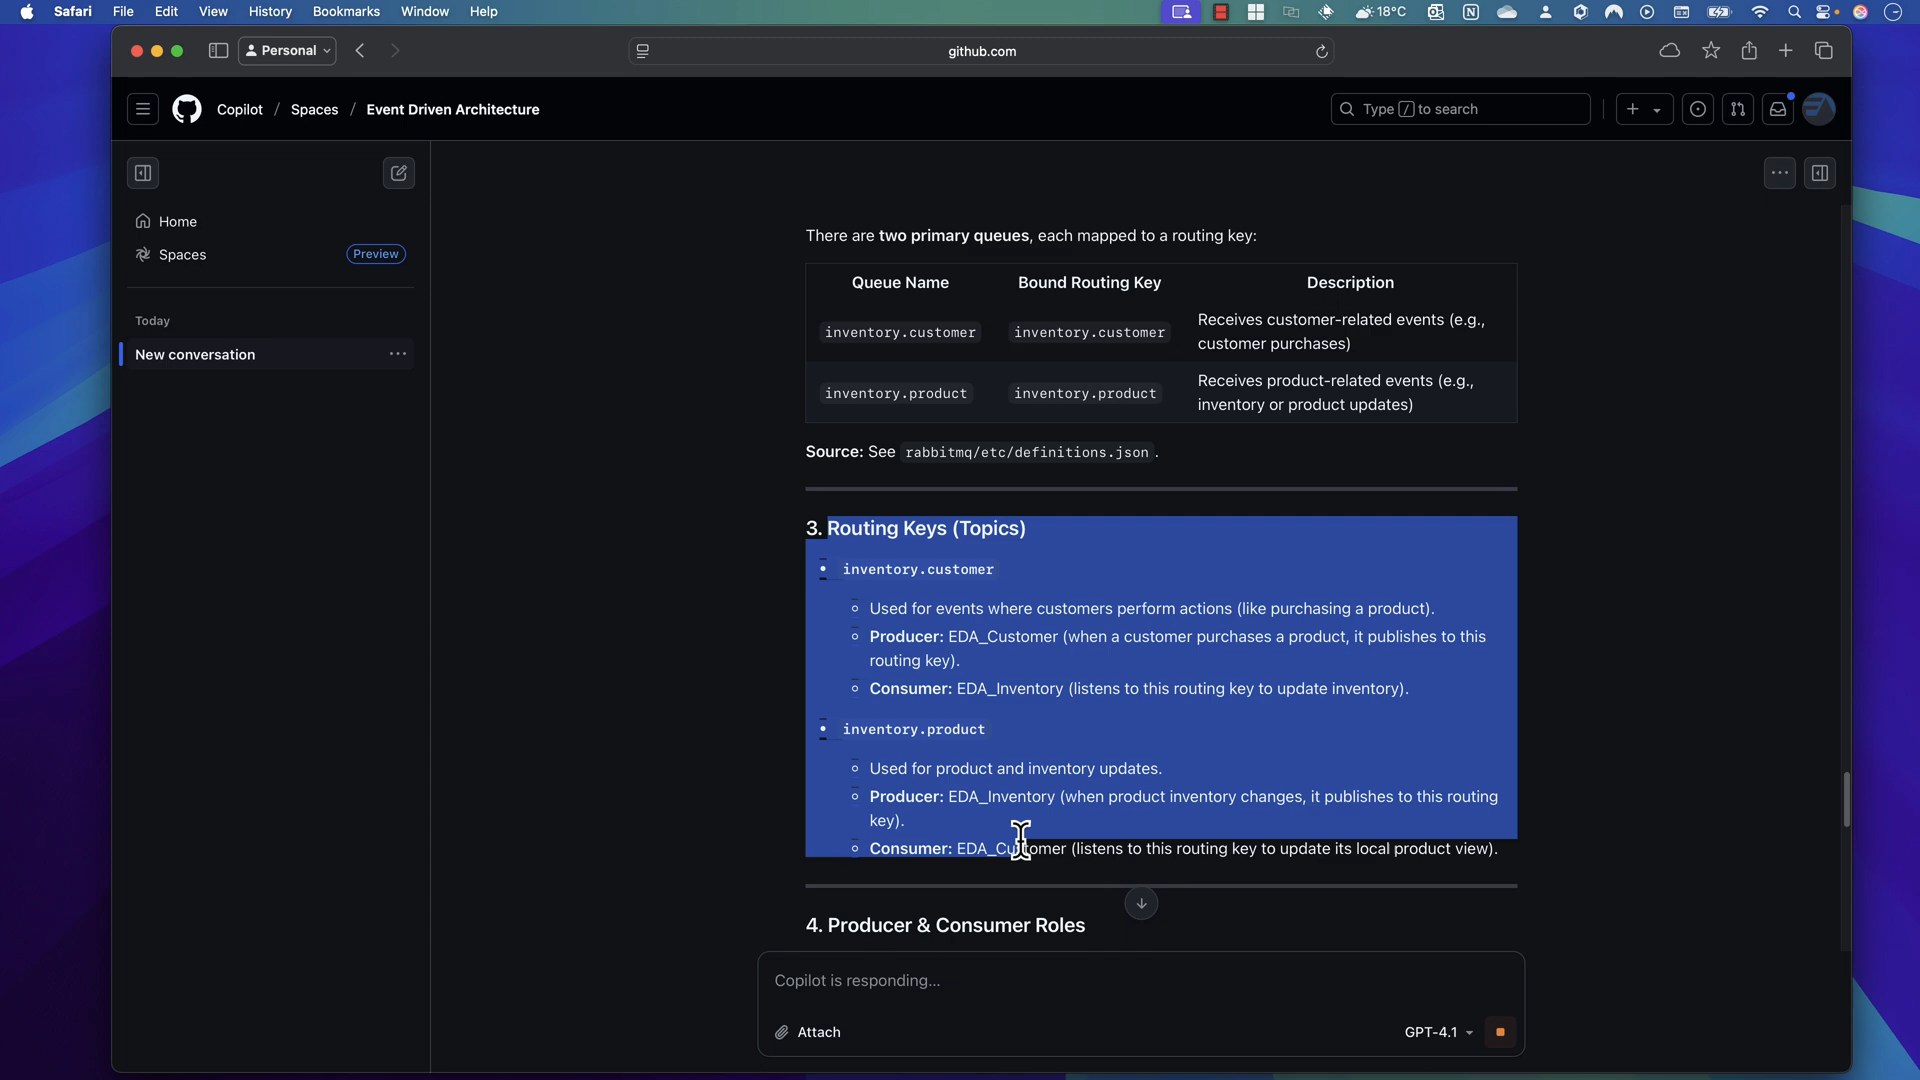 Safari File Edit View History Bookmarks Window Help 18°C
Personal
github.com
Copilot / Spaces / Event Driven Architecture
Type / to search
Home
Spaces Preview
Today
New conversation
There are two primary queues, each mapped to a routing key:
Queue Name Bound Routing Key Description
inventory.customer inventory.customer Receives customer-related events (e.g.,
customer purchases)
inventory.product inventory.product Receives product-related events (e.g.,
inventory or product updates)
Source: See rabbitmq/etc/definitions.json.
3. Routing Keys (Topics)
• inventory.customer
Used for events where customers perform actions (like purchasing a product).
Producer: EDA_Customer (when a customer purchases a product, it publishes to this
routing key).
Consumer: EDA_Inventory (listens to this routing key to update inventory).
• inventory.product
Used for product and inventory updates.
Producer: EDA_Inventory (when product inventory changes, it publishes to this routing
key).
Consumer: EDA_Customer (listens to this routing key to update its local product view).
4. Producer & Consumer Roles
Copilot is responding...
Attach
GPT-4.1